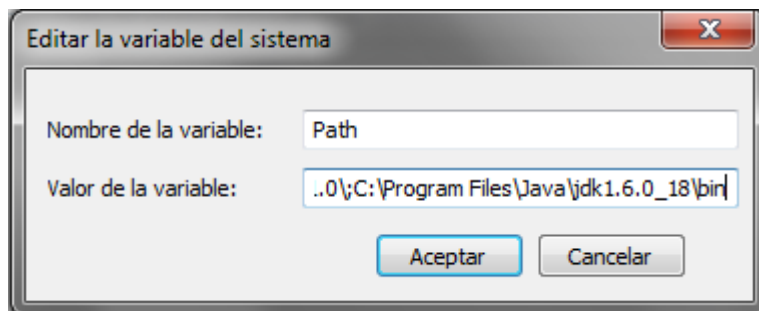 Editar la variable del sistema
Nombre de la variable: Path
Valor de la variable: ..0\;C:\Program Files\Java\jdk1.6.0_18\bin
Aceptar Cancelar